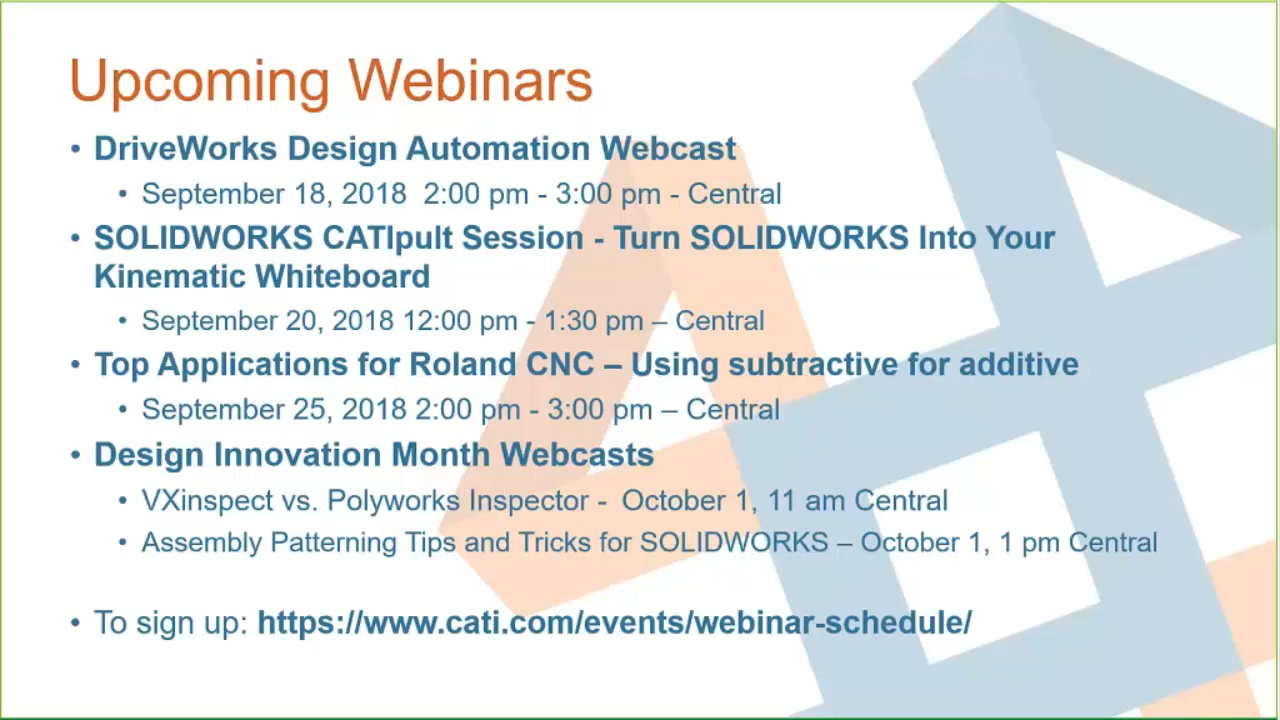 Upcoming Webinars
• DriveWorks Design Automation Webcast
• September 18, 2018  2:00 pm - 3:00 pm - Central
• SOLIDWORKS CATIpult Session - Turn SOLIDWORKS Into Your
Kinematic Whiteboard
• September 20, 2018 12:00 pm - 1:30 pm – Central
• Top Applications for Roland CNC – Using subtractive for additive
• September 25, 2018 2:00 pm - 3:00 pm – Central
• Design Innovation Month Webcasts
• VXinspect vs. Polyworks Inspector -  October 1, 11 am Central
• Assembly Patterning Tips and Tricks for SOLIDWORKS – October 1, 1 pm Central
• To sign up: https://www.cati.com/events/webinar-schedule/